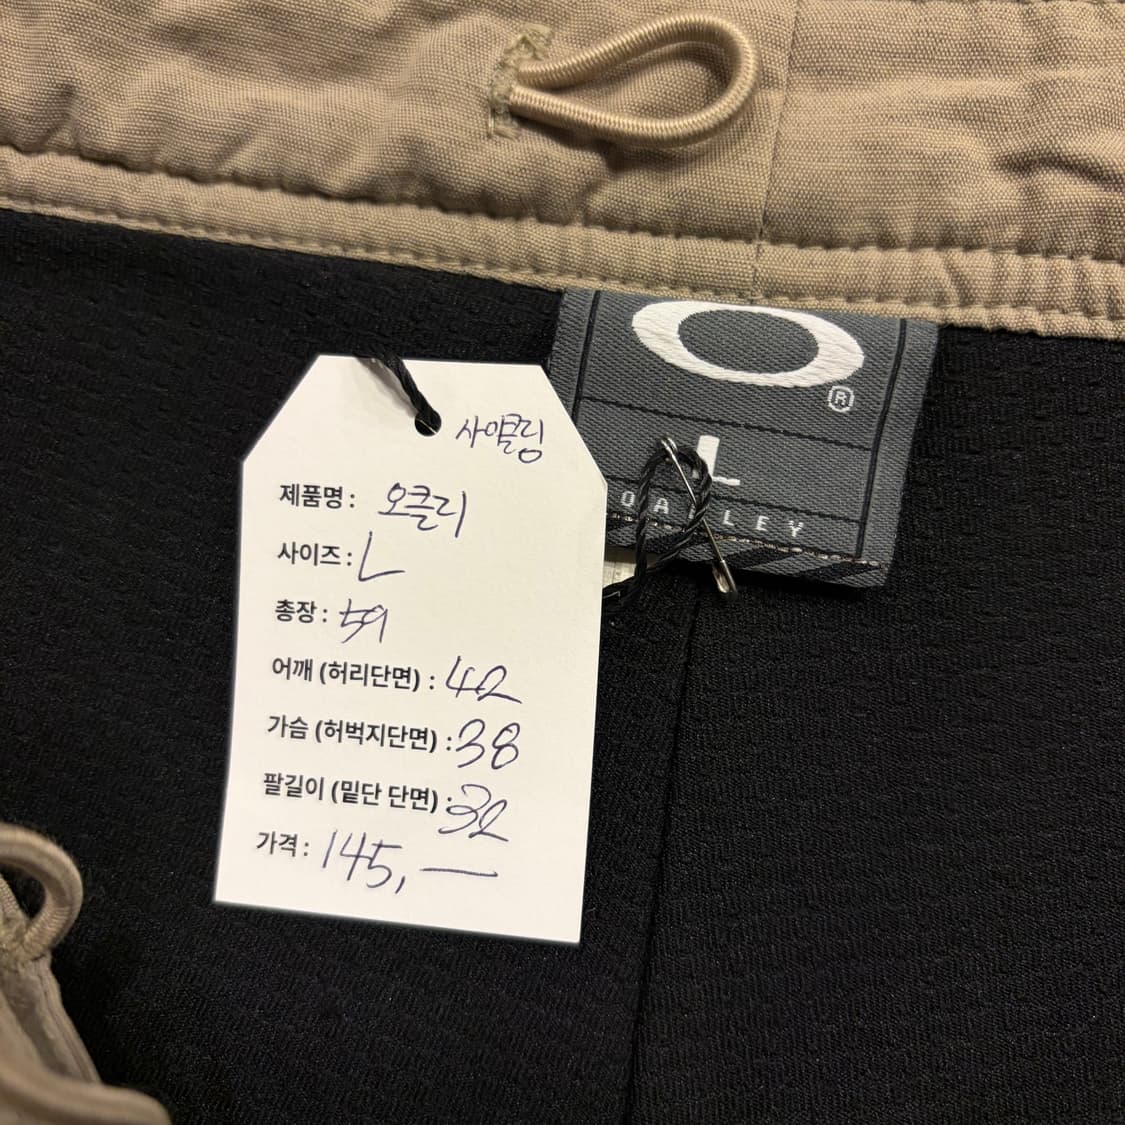 사이클링
제품명 : 오클리
사이즈 : L
총장 : 59
어깨 (허리단면) : 42
가슴 (허벅지단면) : 38
팔길이 (밑단 단면) : 32
가격 : 145,—
®
L
OAKLEY